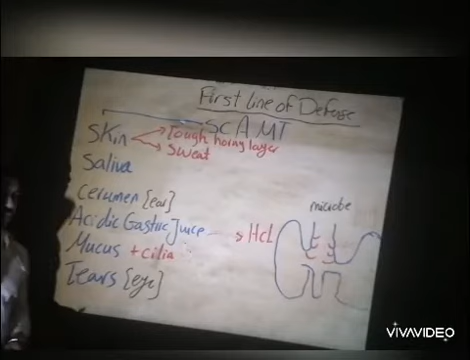 First line of Defense
SCAMT
Skin
Tough horny layer
Sweat
Saliva
Cerumen [ear]
Acidic Gastric Juice → HCl
Mucus + cilia
Tears [eye]
microbe
VIVAVIDEO